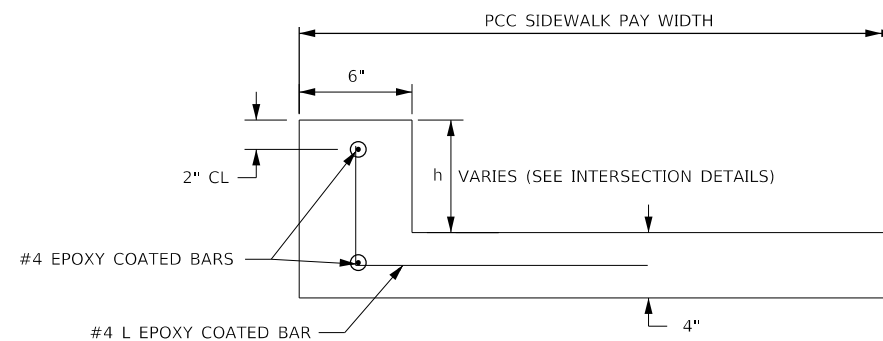 PCC SIDEWALK PAY WIDTH
6"
2" CL
h VARIES (SEE INTERSECTION DETAILS)
#4 EPOXY COATED BARS
#4 L EPOXY COATED BAR
4"